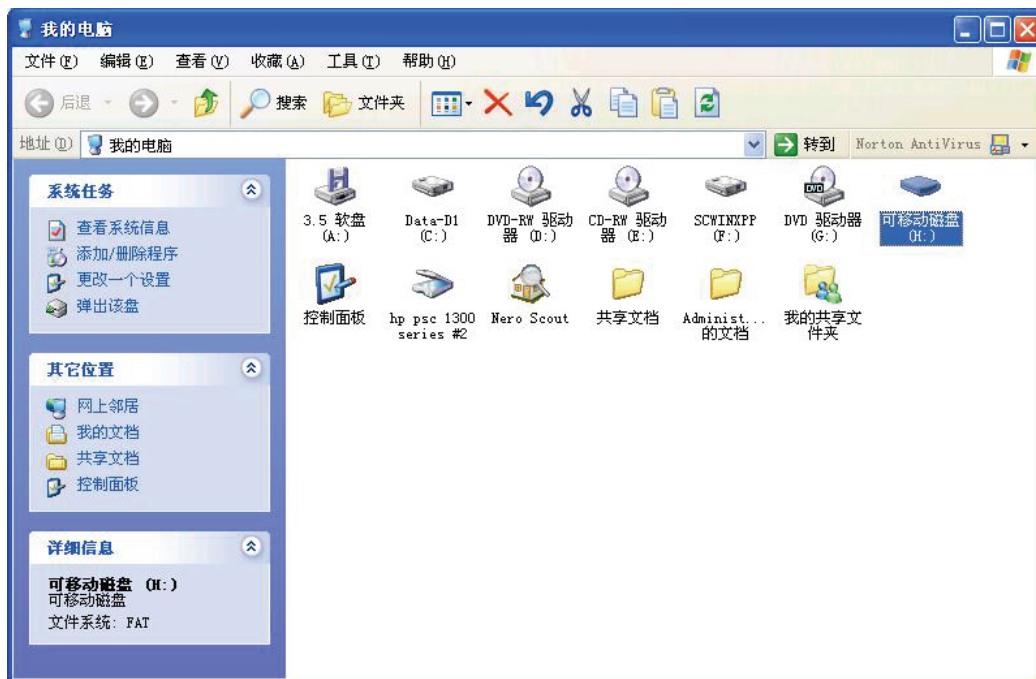 我的电脑
文件(F) 编辑(E) 查看(V) 收藏(A) 工具(T) 帮助(H)
后退 搜索 文件夹
地址(D) 我的电脑 转到 Norton AntiVirus
系统任务
查看系统信息
添加/删除程序
更改一个设置
弹出该盘
其它位置
网上邻居
我的文档
共享文档
控制面板
详细信息
可移动磁盘 (H:)
可移动磁盘
文件系统: FAT
3.5 软盘 (A:)
Data-D1 (C:)
DVD-RW 驱动器 (D:)
CD-RW 驱动器 (E:)
SCWINXPP (F:)
DVD
DVD 驱动器 (G:)
可移动磁盘 (H:)
控制面板
hp psc 1300 series #2
Nero Scout
共享文档
Administ... 的文档
我的共享文件夹